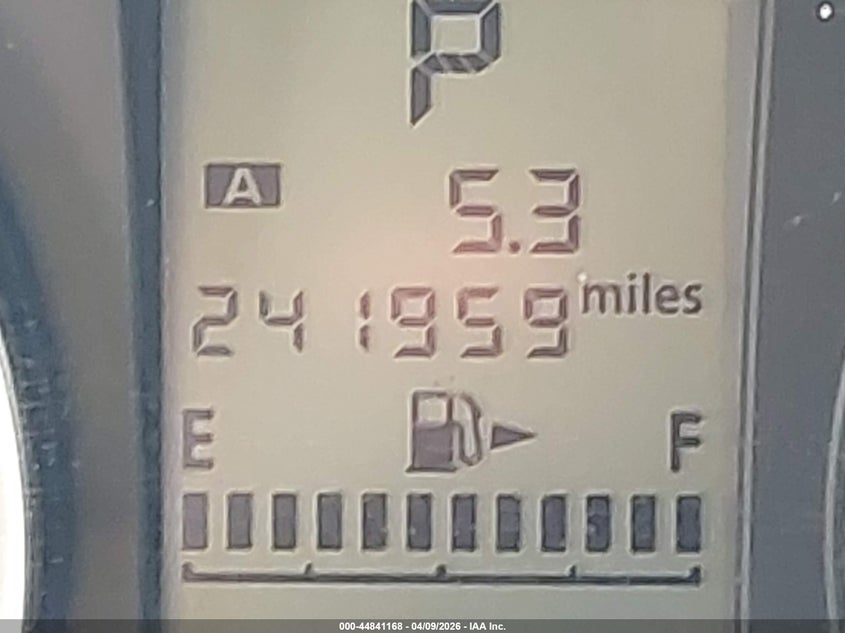 P
A 5.3
241959 miles
E F
000-44841168 - 04/09/2026 - IAA Inc.